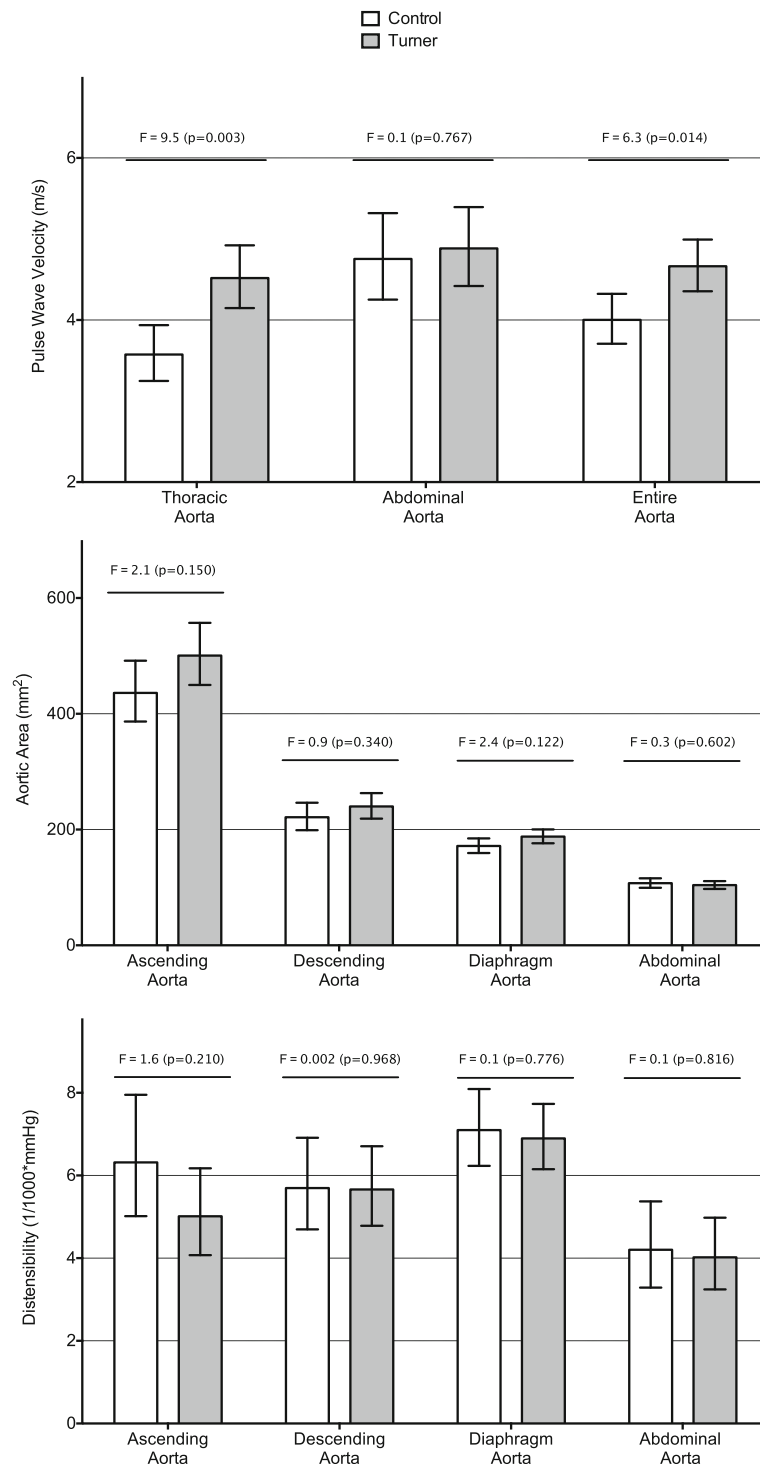 Control
Turner
F = 9.5 (p=0.003)
F = 0.1 (p=0.767)
F = 6.3 (p=0.014)
6
4
2
Pulse Wave Velocity (m/s)
Thoracic
Aorta
Abdominal
Aorta
Entire
Aorta
F = 2.1 (p=0.150)
F = 0.9 (p=0.340)
F = 2.4 (p=0.122)
F = 0.3 (p=0.602)
600
400
200
0
Aortic Area (mm²)
Ascending
Aorta
Descending
Aorta
Diaphragm
Aorta
Abdominal
Aorta
F = 1.6 (p=0.210)
F = 0.002 (p=0.968)
F = 0.1 (p=0.776)
F = 0.1 (p=0.816)
8
6
4
2
0
Distensibility (1/1000*mmHg)
Ascending
Aorta
Descending
Aorta
Diaphragm
Aorta
Abdominal
Aorta